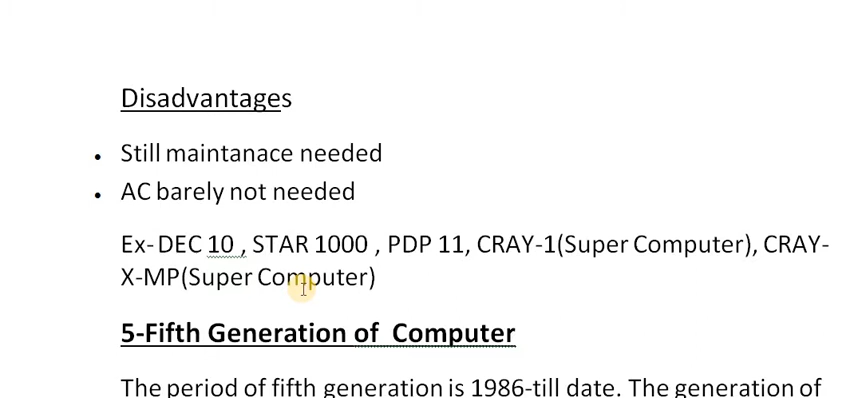 Disadvantages
• Still maintanace needed
• AC barely not needed
Ex- DEC 10 , STAR 1000 , PDP 11, CRAY-1(Super Computer), CRAY-
X-MP(Super Computer)
5-Fifth Generation of Computer
The period of fifth generation is 1986-till date. The generation of